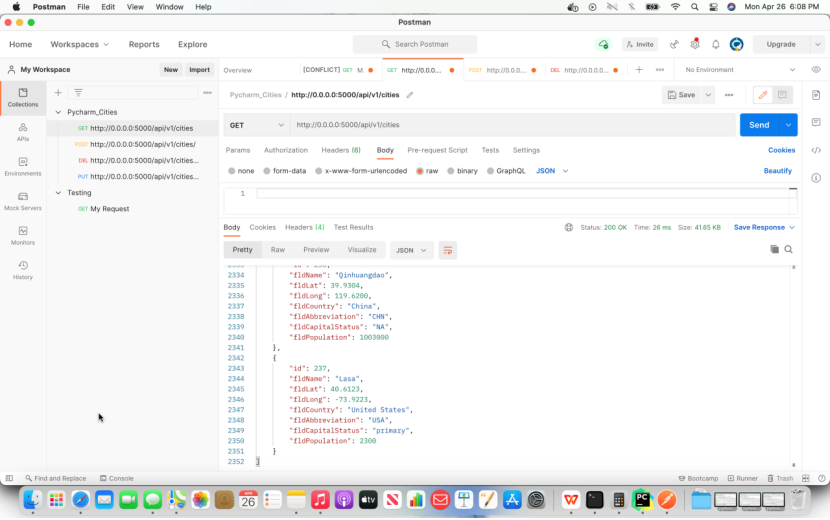 Postman File Edit View Window Help Mon Apr 26 6:08 PM
Postman
Home Workspaces Reports Explore Search Postman Invite Upgrade
My Workspace New Import Overview [CONFLICT] GET M. GET http://0.0.0.... POST http://0.0.0.... DEL http://0.0.0.0... No Environment
Pycharm_Cities / http://0.0.0.0:5000/api/v1/cities Save
Collections
APIs
Environments
Mock Servers
Monitors
History
Pycharm_Cities
GET http://0.0.0.0:5000/api/v1/cities
POST http://0.0.0.0:5000/api/v1/cities/
DEL http://0.0.0.0:5000/api/v1/cities...
PUT http://0.0.0.0:5000/api/v1/cities...
Testing
GET My Request
GET http://0.0.0.0:5000/api/v1/cities Send
Params Authorization Headers (6) Body Pre-request Script Tests Settings Cookies
none form-data x-www-form-urlencoded raw binary GraphQL JSON Beautify
1
Body Cookies Headers (4) Test Results Status: 200 OK Time: 26 ms Size: 41.65 KB Save Response
Pretty Raw Preview Visualize JSON
2334 "fldName": "Qinhuangdao",
2335 "fldLat": 39.9304,
2336 "fldLong": 119.6200,
2337 "fldCountry": "China",
2338 "fldAbbreviation": "CHN",
2339 "fldCapitalStatus": "NA",
2340 "fldPopulation": 1003000
2341 },
2342 {
2343 "id": 237,
2344 "fldName": "Lasa",
2345 "fldLat": 40.6123,
2346 "fldLong": -73.9223,
2347 "fldCountry": "United States",
2348 "fldAbbreviation": "USA",
2349 "fldCapitalStatus": "primary",
2350 "fldPopulation": 2300
2351 }
2352 ]
Find and Replace Console Bootcamp Runner Trash
APR
26
tv
PC